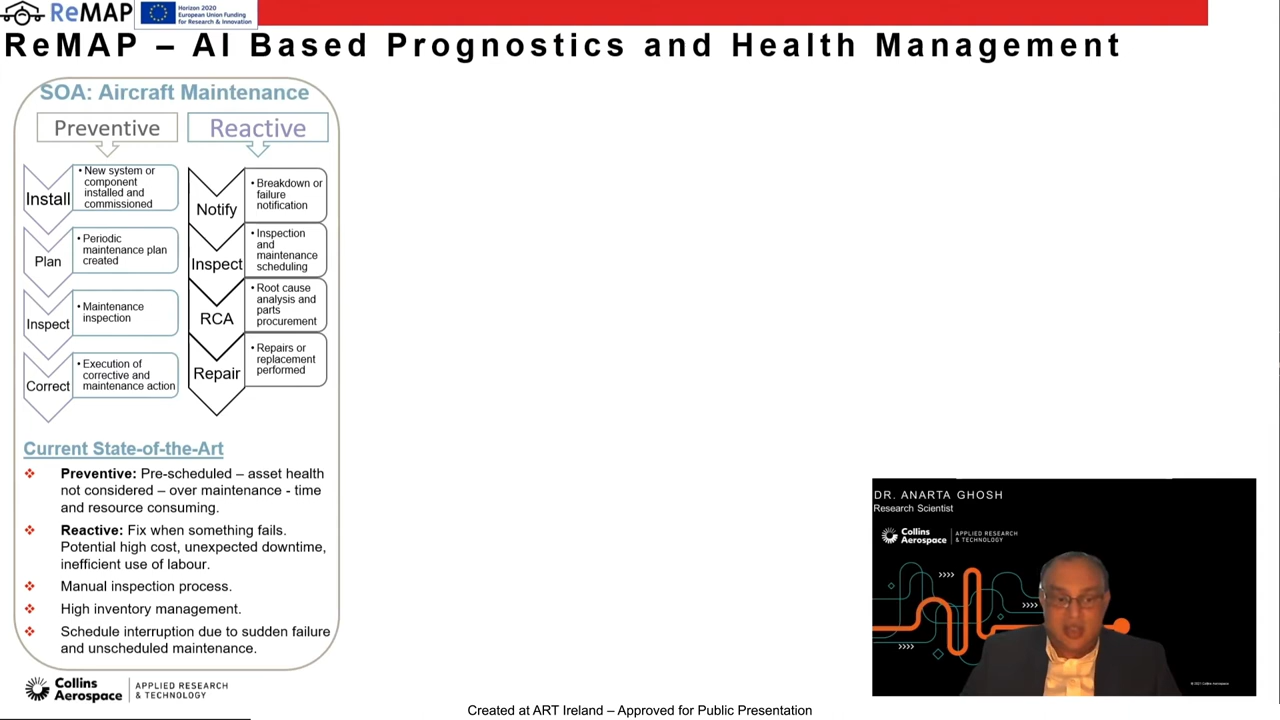 ReMAP
Horizon 2020
European Union Funding
for Research & Innovation
ReMAP – AI Based Prognostics and Health Management
SOA: Aircraft Maintenance
Preventive
Install
• New system or
component
installed and
commissioned
Plan
• Periodic
maintenance plan
created
Inspect
• Maintenance
inspection
Correct
• Execution of
corrective and
maintenance action
Reactive
Notify
• Breakdown or
failure
notification
Inspect
• Inspection
and
maintenance
scheduling
RCA
• Root cause
analysis and
parts
procurement
Repair
• Repairs or
replacement
performed
Current State-of-the-Art
❖ Preventive: Pre-scheduled – asset health
not considered – over maintenance - time
and resource consuming.
❖ Reactive: Fix when something fails.
Potential high cost, unexpected downtime,
inefficient use of labour.
❖ Manual inspection process.
❖ High inventory management.
❖ Schedule interruption due to sudden failure
and unscheduled maintenance.
Collins
Aerospace
APPLIED RESEARCH
& TECHNOLOGY
DR. ANARTA GHOSH
Research Scientist
Collins
Aerospace
APPLIED RESEARCH
& TECHNOLOGY
© 2021 Collins Aerospace
Created at ART Ireland – Approved for Public Presentation